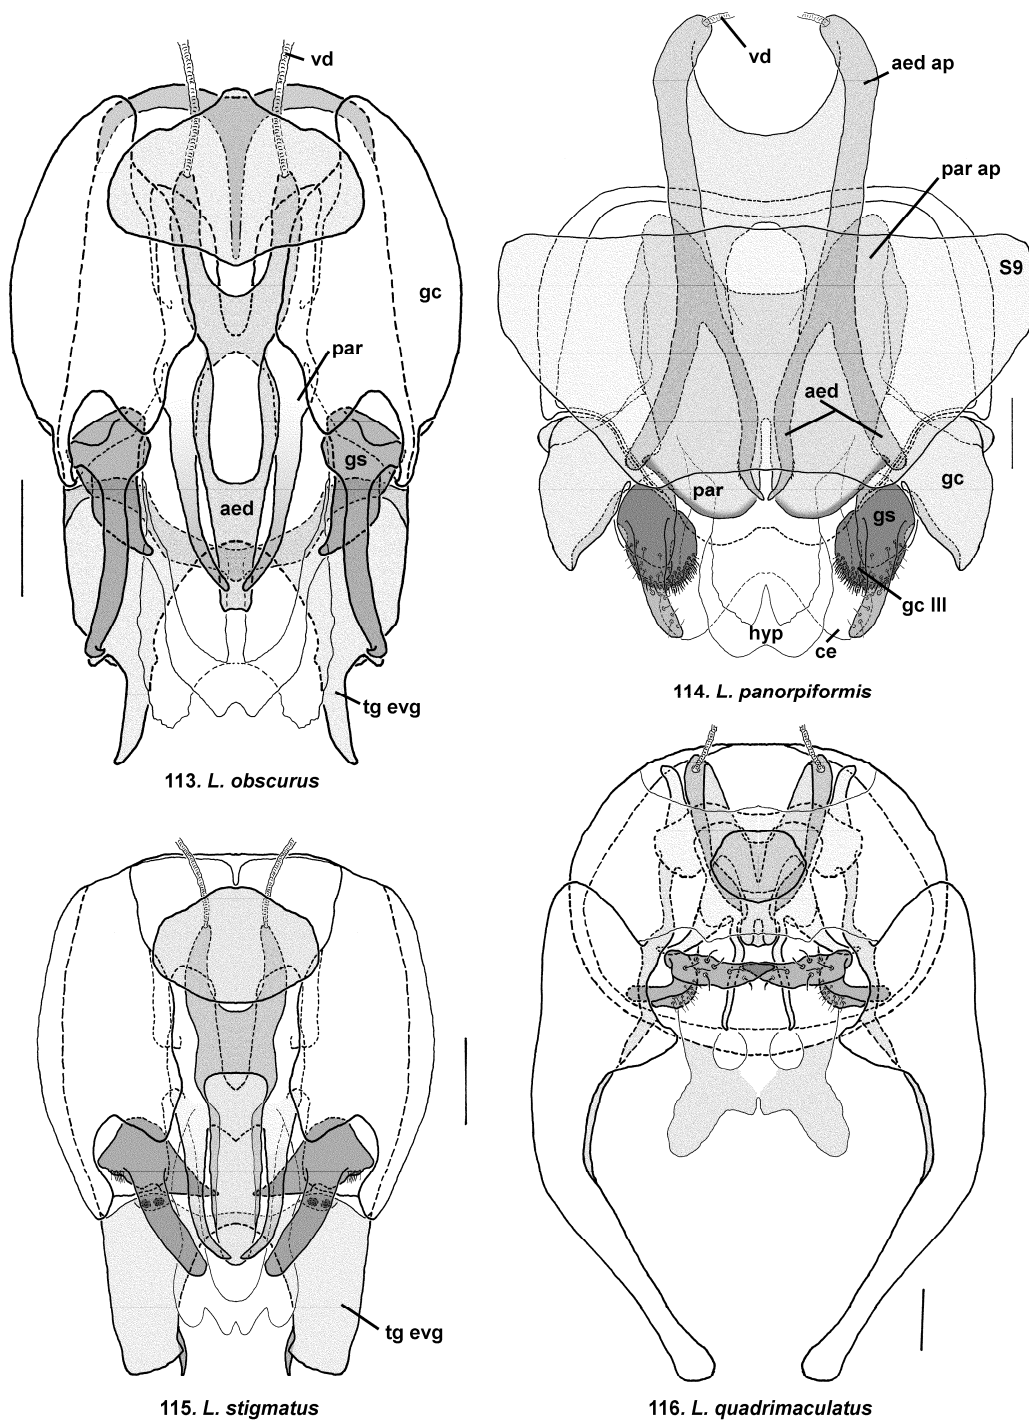 vd
gc
par
gs
aed
tg evg
113. L. obscurus
vd
aed ap
par ap
S9
aed
gc
par
gs
gc III
hyp
ce
114. L. panorpiformis
tg evg
115. L. stigmatus
116. L. quadrimaculatus